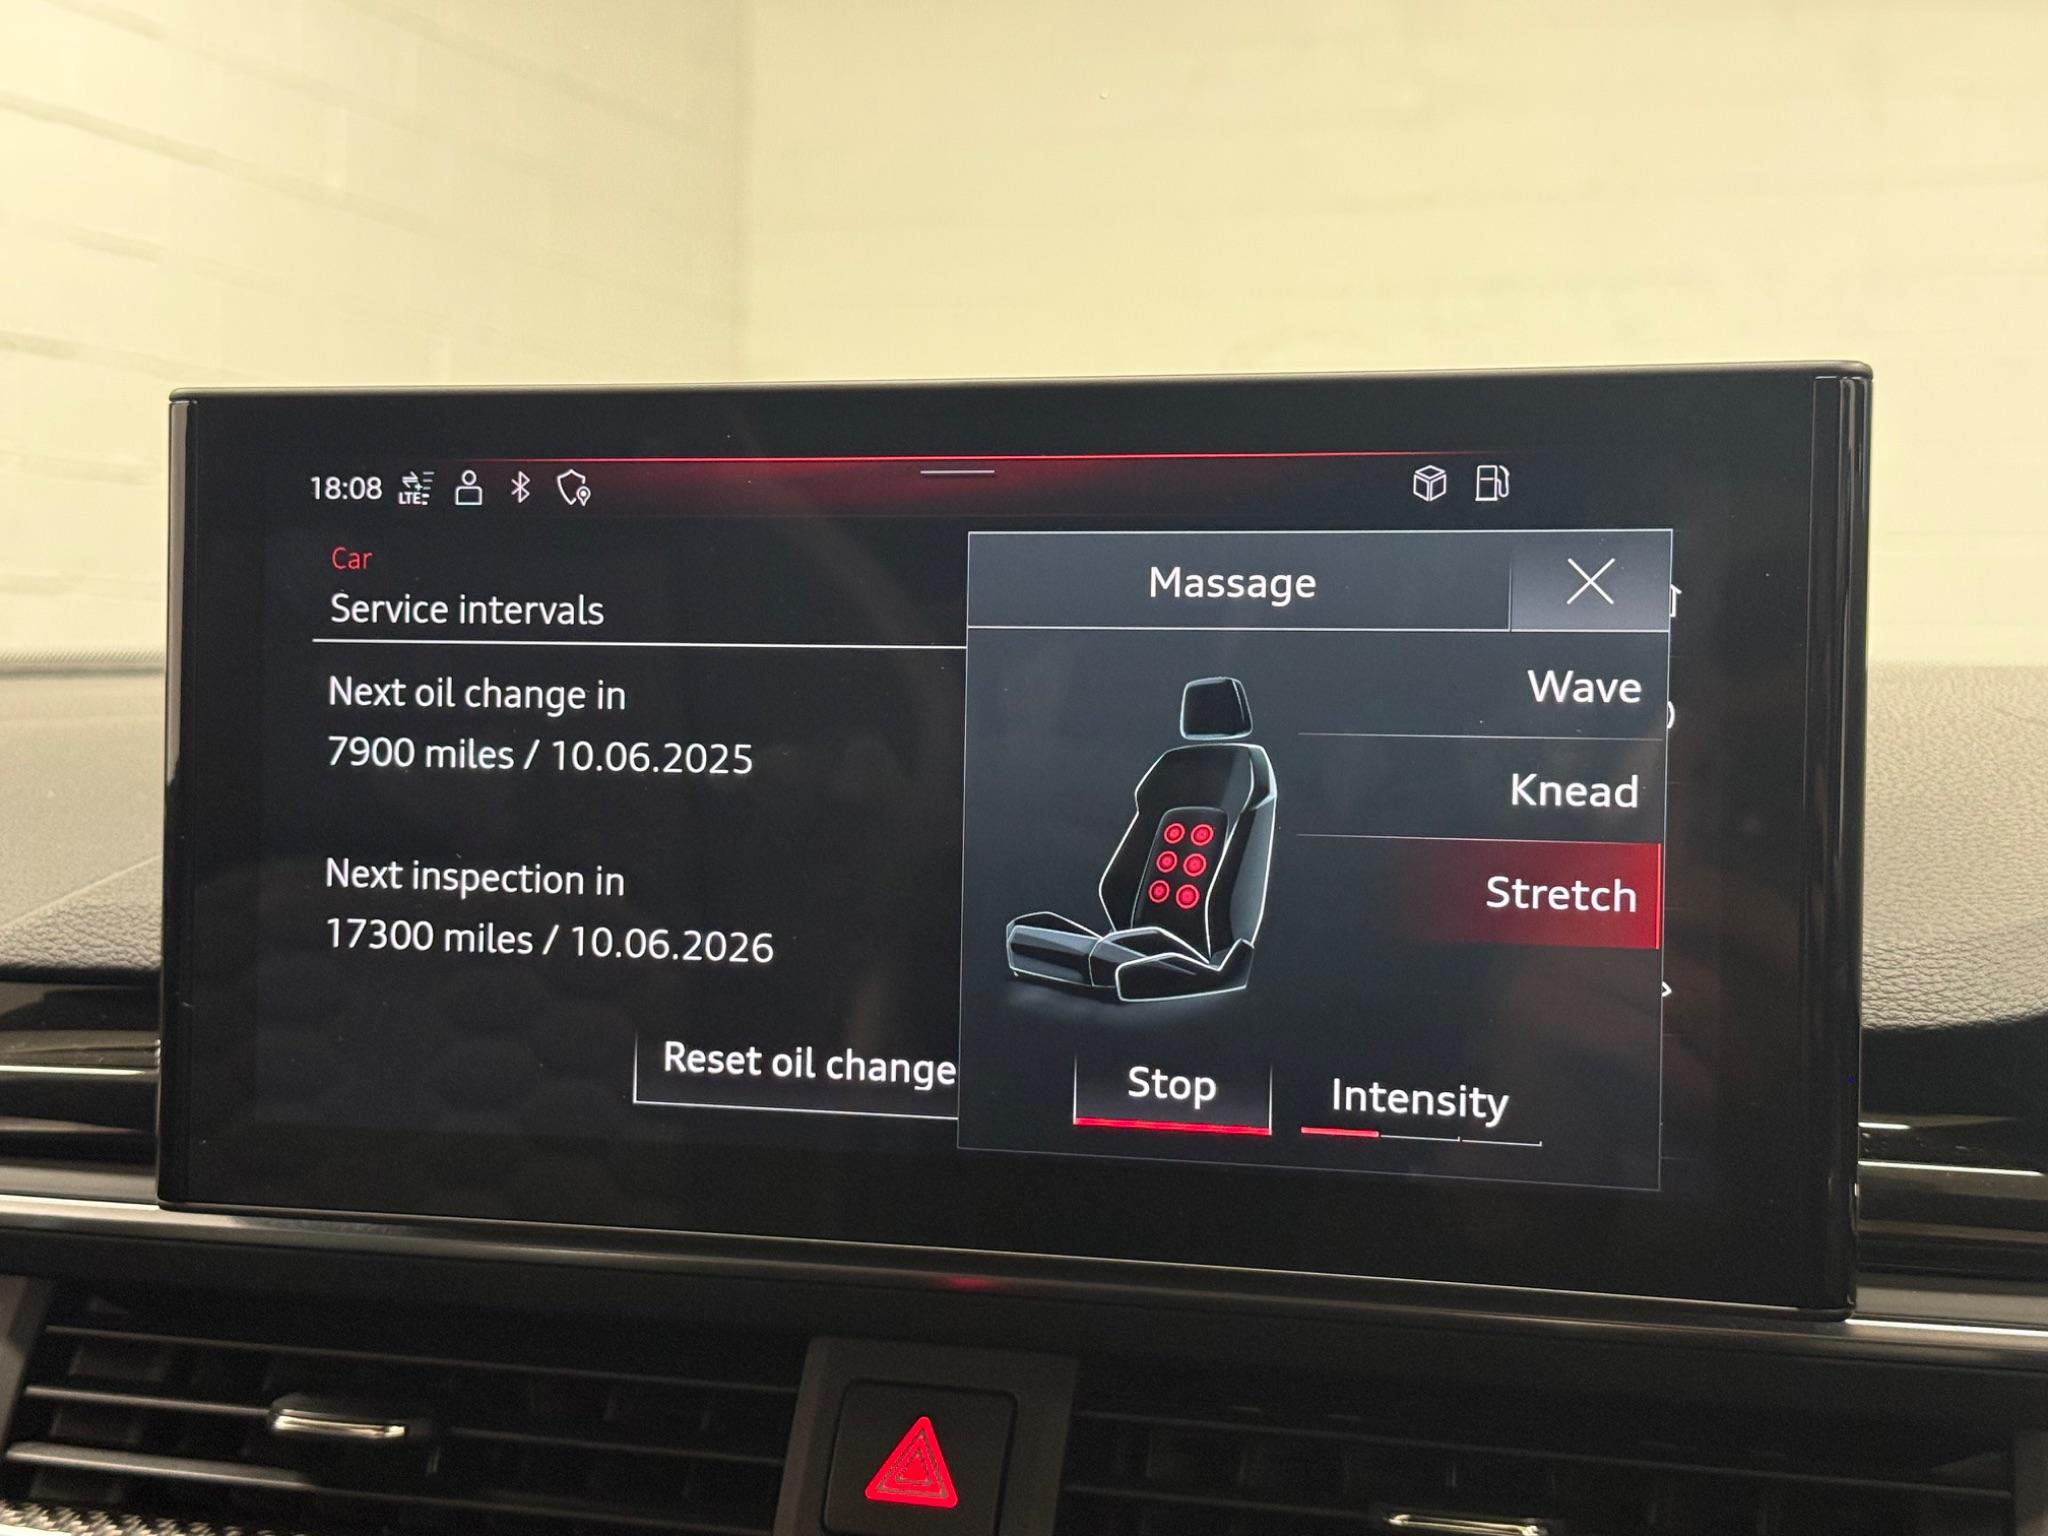 18:08
LTE
Car
Service intervals
Next oil change in
7900 miles / 10.06.2025
Next inspection in
17300 miles / 10.06.2026
Reset oil change
Massage
Wave
Knead
Stretch
Stop
Intensity